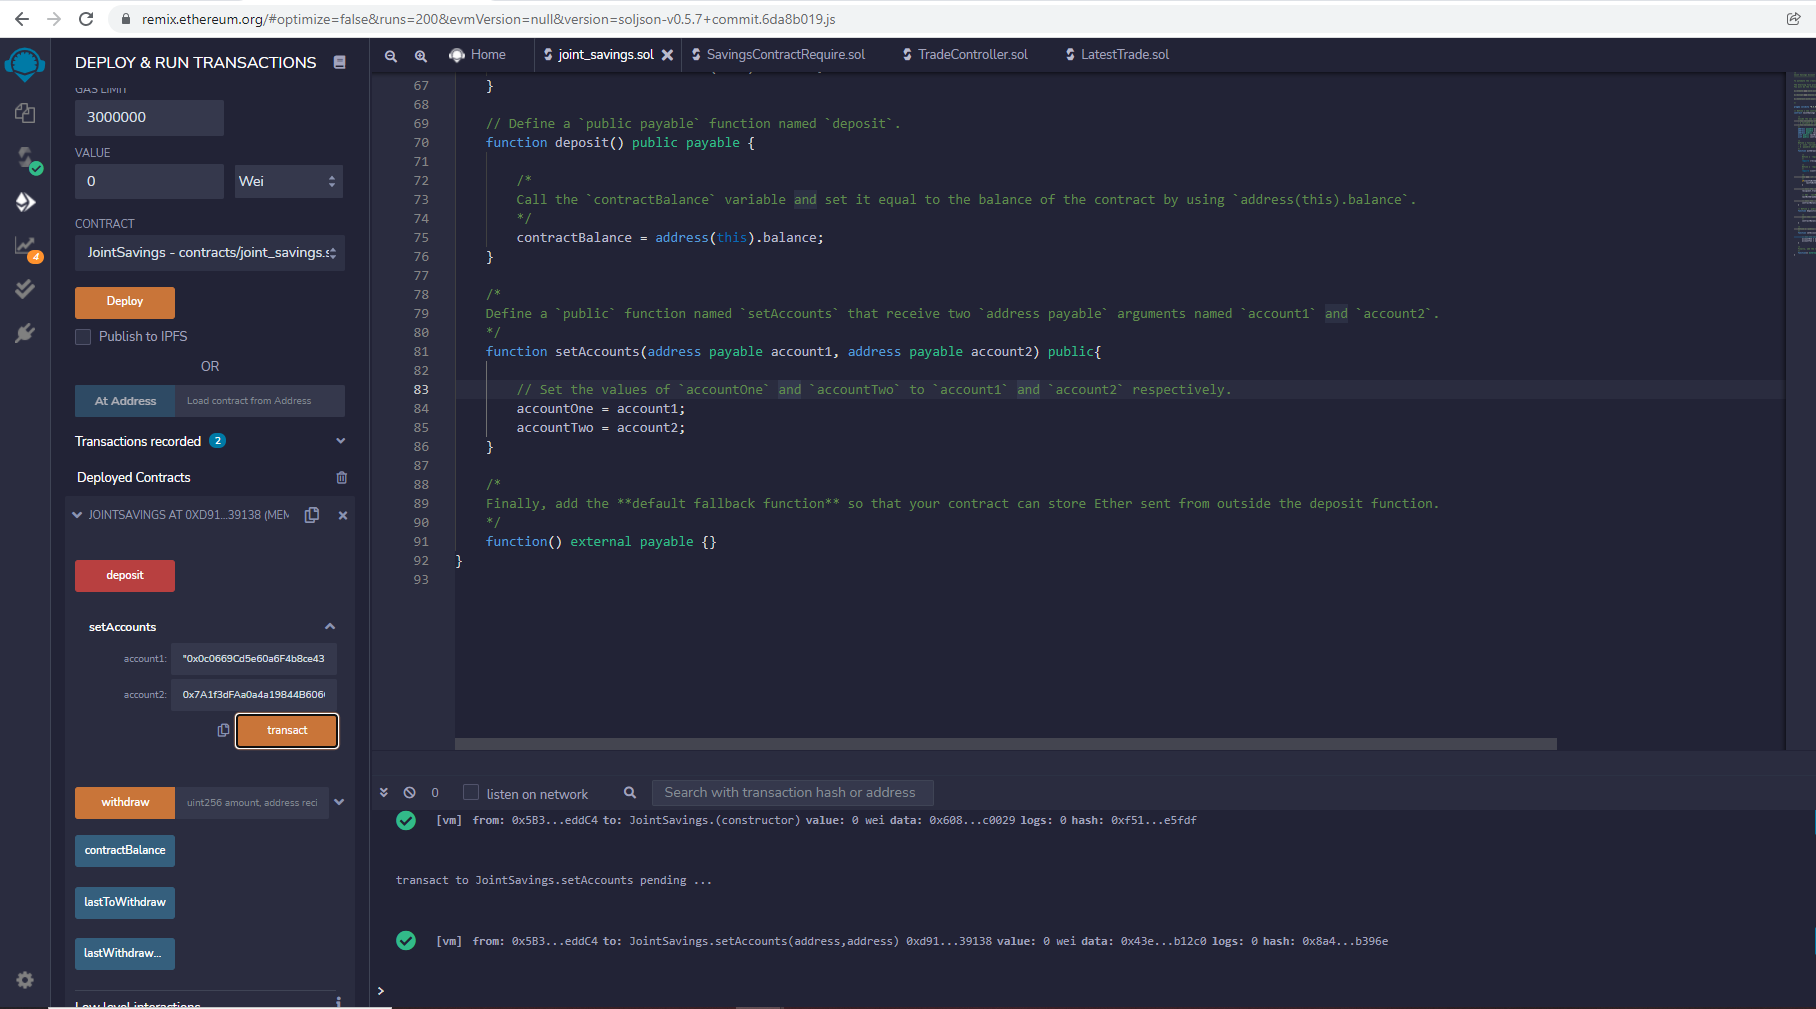 remix.ethereum.org/#optimize=false&runs=200&evmVersion=null&version=soljson-v0.5.7+commit.6da8b019.js
DEPLOY & RUN TRANSACTIONS
GAS LIMIT
3000000
VALUE
0
Wei
CONTRACT
JointSavings - contracts/joint_savings.s
Deploy
Publish to IPFS
OR
At Address
Load contract from Address
Transactions recorded 2
Deployed Contracts
JOINTSAVINGS AT 0XD91...39138 (MEM
deposit
setAccounts
account1: "0x0c0669Cd5e60a6F4b8ce43
account2: 0x7A1f3dFAa0a4a19844B606
transact
withdraw
uint256 amount, address reci
contractBalance
lastToWithdraw
lastWithdraw...
Low level interactions
4
Home
joint_savings.sol
SavingsContractRequire.sol
TradeController.sol
LatestTrade.sol
67 }
68
69 // Define a `public payable` function named `deposit`.
70 function deposit() public payable {
71
72 /*
73 Call the `contractBalance` variable and set it equal to the balance of the contract by using `address(this).balance`.
74 */
75 contractBalance = address(this).balance;
76 }
77
78 /*
79 Define a `public` function named `setAccounts` that receive two `address payable` arguments named `account1` and `account2`.
80 */
81 function setAccounts(address payable account1, address payable account2) public{
82
83 // Set the values of `accountOne` and `accountTwo` to `account1` and `account2` respectively.
84 accountOne = account1;
85 accountTwo = account2;
86 }
87
88 /*
89 Finally, add the **default fallback function** so that your contract can store Ether sent from outside the deposit function.
90 */
91 function() external payable {}
92 }
93
0
listen on network
Search with transaction hash or address
[vm] from: 0x5B3...eddC4 to: JointSavings.(constructor) value: 0 wei data: 0x608...c0029 logs: 0 hash: 0xf51...e5fdf
transact to JointSavings.setAccounts pending ...
[vm] from: 0x5B3...eddC4 to: JointSavings.setAccounts(address,address) 0xd91...39138 value: 0 wei data: 0x43e...b12c0 logs: 0 hash: 0x8a4...b396e
>